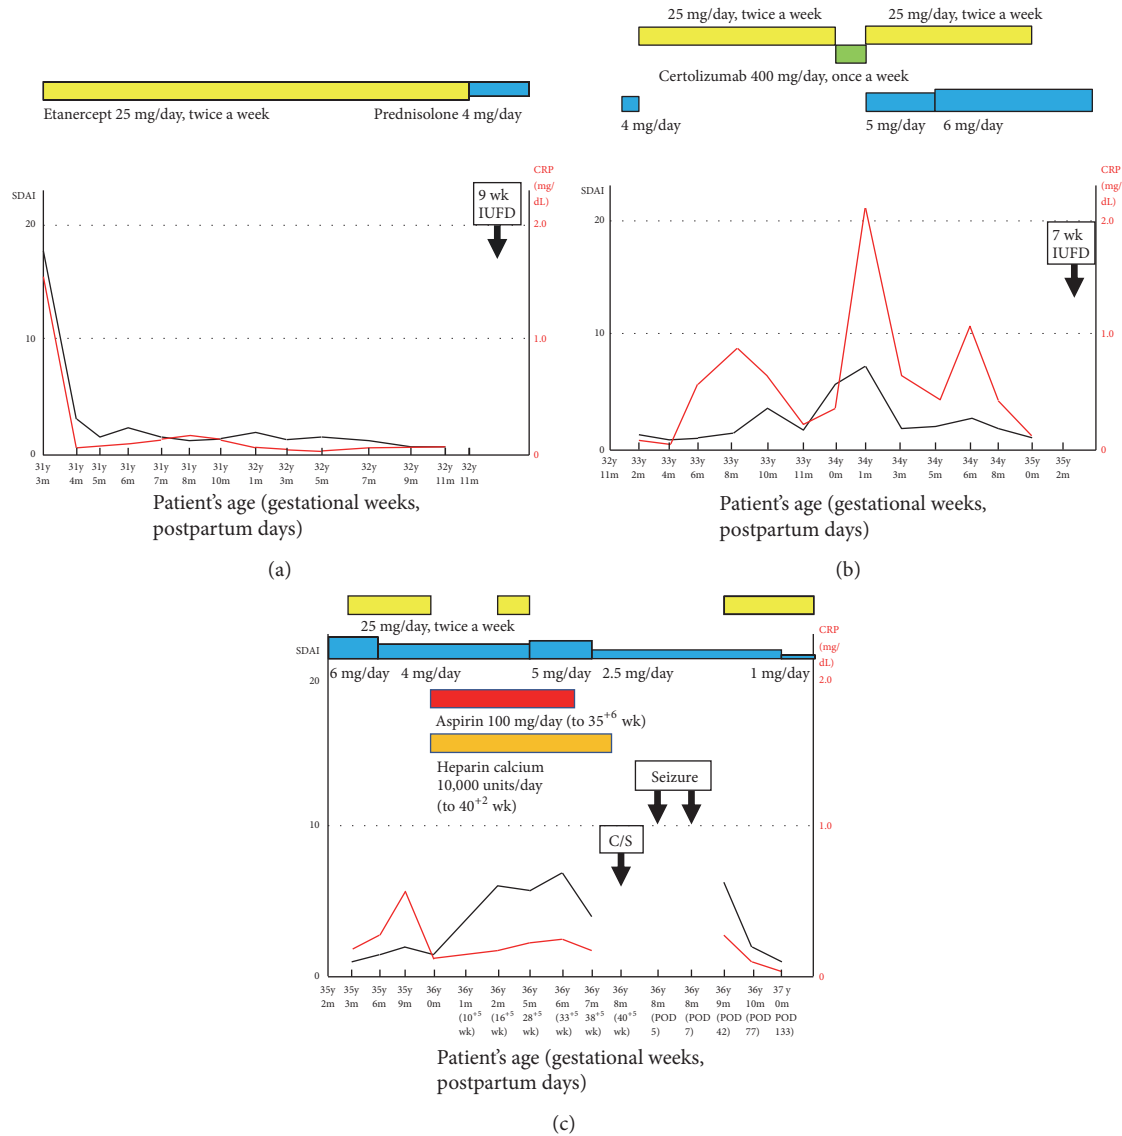 Etanercept 25 mg/day, twice a week
Prednisolone 4 mg/day
SDAI
CRP
(mg/
dL)
9 wk
IUFD
20
2.0
10
1.0
0
0
31y 31y 31y 31y 31y 31y 31y 32y 32y 32y 32y 32y 32y 32y
3m 4m 5m 6m 7m 8m 10m 1m 3m 5m 7m 9m 11m 11m
Patient's age (gestational weeks,
postpartum days)
(a)
25 mg/day, twice a week
25 mg/day, twice a week
Certolizumab 400 mg/day, once a week
4 mg/day
5 mg/day
6 mg/day
SDAI
CRP
(mg/
dL)
7 wk
IUFD
20
2.0
10
1.0
0
0
32y 33y 33y 33y 33y 33y 33y 34y 34y 34y 34y 34y 34y 35y 35y
11m 2m 4m 6m 8m 10m 11m 0m 1m 3m 5m 6m 8m 0m 2m
Patient's age (gestational weeks,
postpartum days)
(b)
25 mg/day, twice a week
SDAI
CRP
(mg/
dL)
6 mg/day
4 mg/day
5 mg/day
2.5 mg/day
1 mg/day
20
2.0
Aspirin 100 mg/day (to 35+6 wk)
Heparin calcium
10,000 units/day
(to 40+2 wk)
Seizure
C/S
10
1.0
0
0
35y 35y 35y 35y 36y 36y 36y 36y 36y 36y 36y 36y 36y 36y 36y 37 y
2m 3m 6m 9m 0m 1m 2m 5m 6m 7m 8m 8m 8m 9m 10m 0m
(10+5 (16+5 28+5 (33+5 38+5 (40+5 (POD (POD (POD (POD POD
wk) wk) wk) wk) wk) wk) 5) 7) 42) 77) 133)
Patient's age (gestational weeks,
postpartum days)
(c)